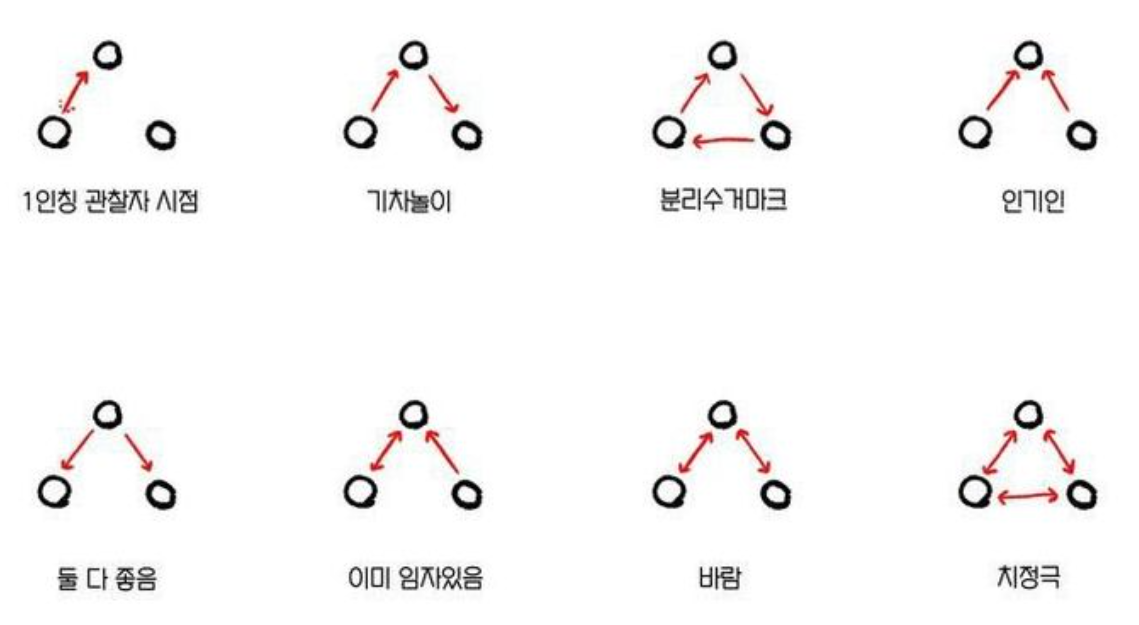 1인칭 관찰자 시점
기차놀이
분리수거마크
인기인
둘 다 좋음
이미 임자있음
바람
치정극